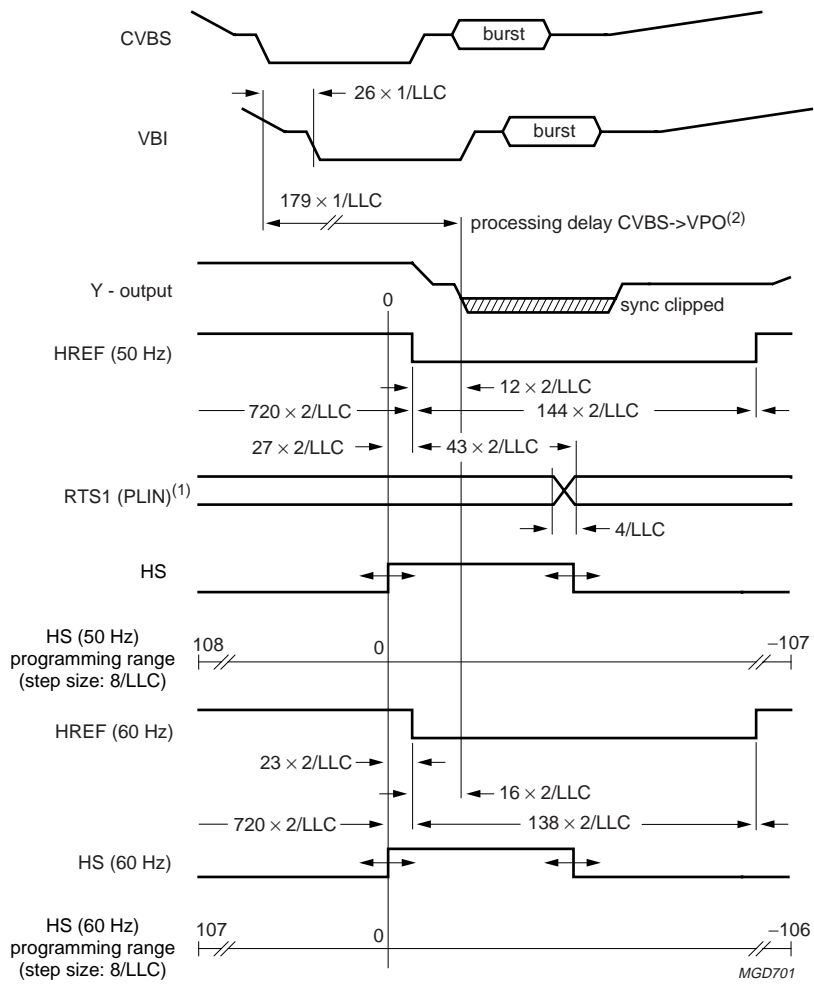 CVBS
burst
26 × 1/LLC
VBI
burst
179 × 1/LLC
processing delay CVBS->VPO(2)
Y - output
0
sync clipped
HREF (50 Hz)
12 × 2/LLC
720 × 2/LLC
144 × 2/LLC
27 × 2/LLC
43 × 2/LLC
RTS1 (PLIN)(1)
4/LLC
HS
HS (50 Hz)
programming range
(step size: 8/LLC)
108
0
−107
HREF (60 Hz)
23 × 2/LLC
16 × 2/LLC
720 × 2/LLC
138 × 2/LLC
HS (60 Hz)
HS (60 Hz)
programming range
(step size: 8/LLC)
107
0
−106
MGD701